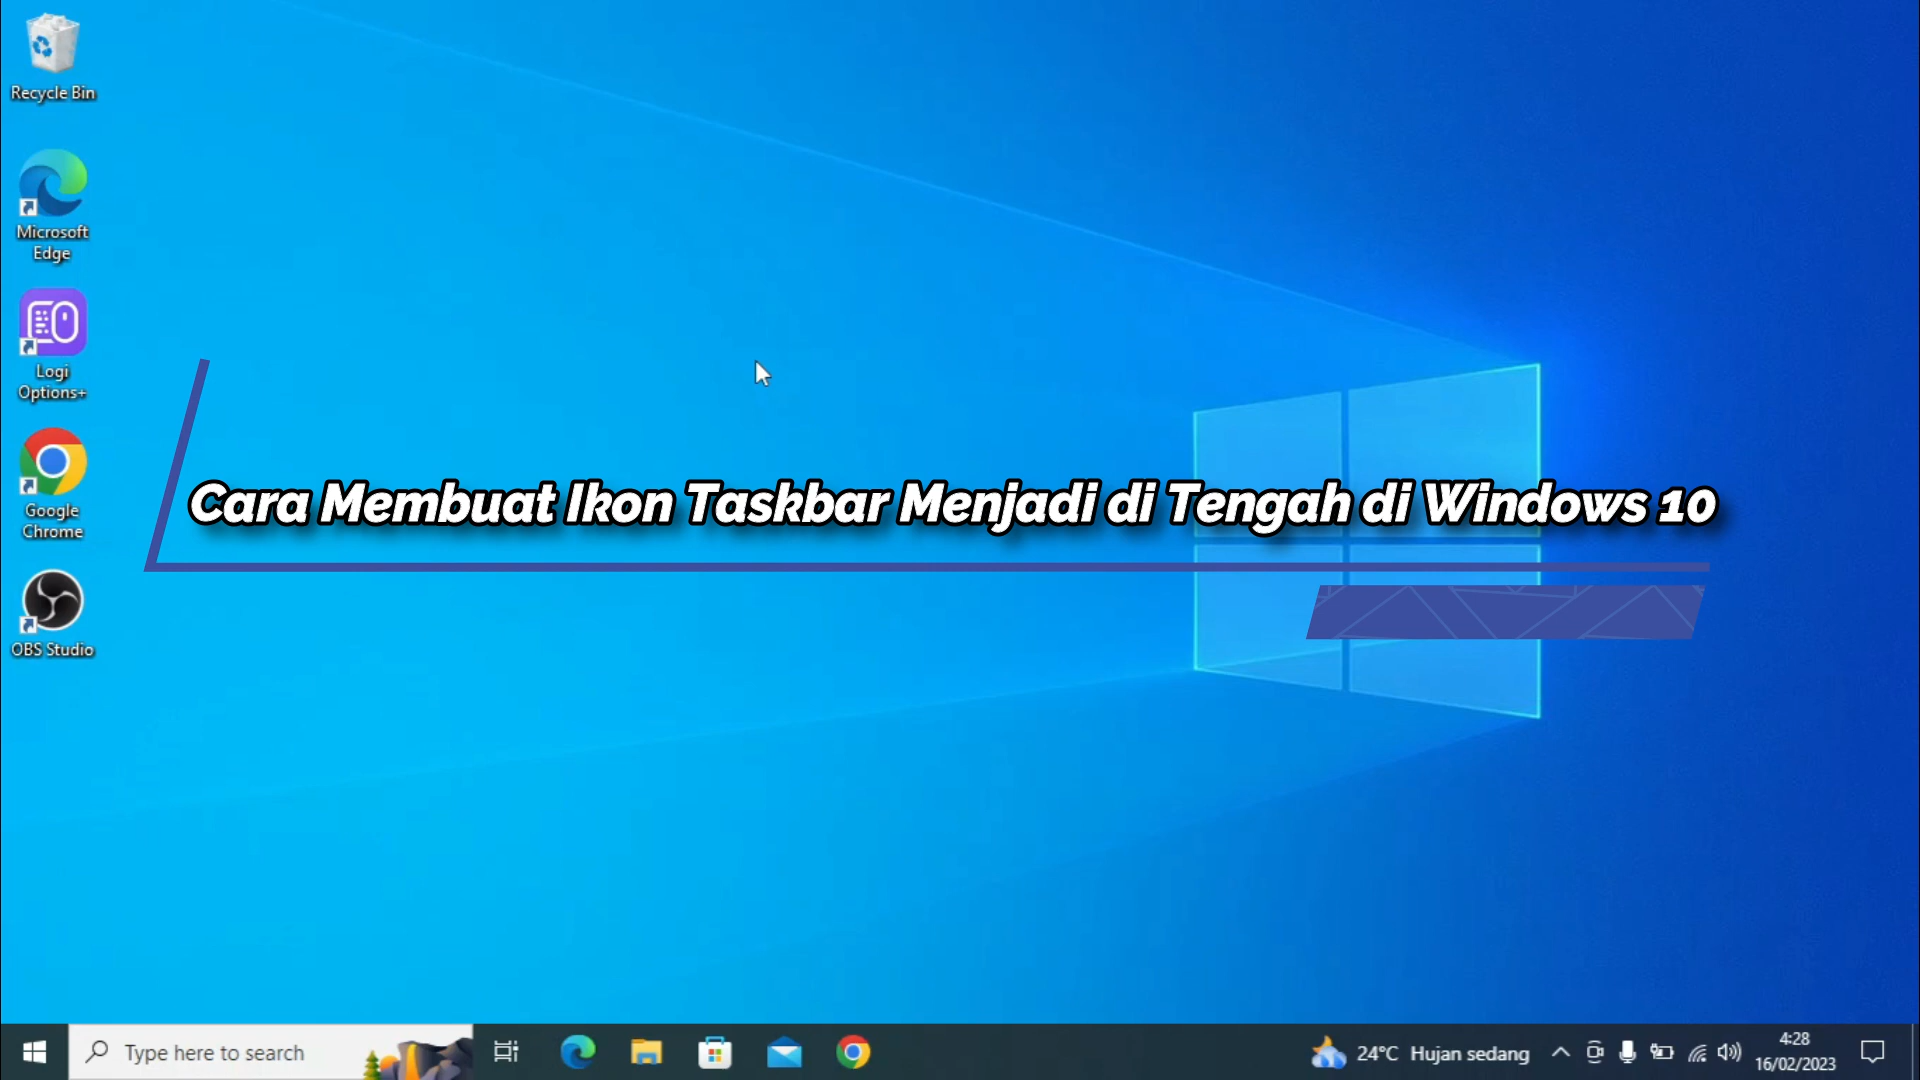 Recycle Bin
Microsoft
Edge
Logi
Options+
Google
Chrome
OBS Studio
Cara Membuat Ikon Taskbar Menjadi di Tengah di Windows 10
Type here to search
24°C Hujan sedang
4:28
16/02/2023